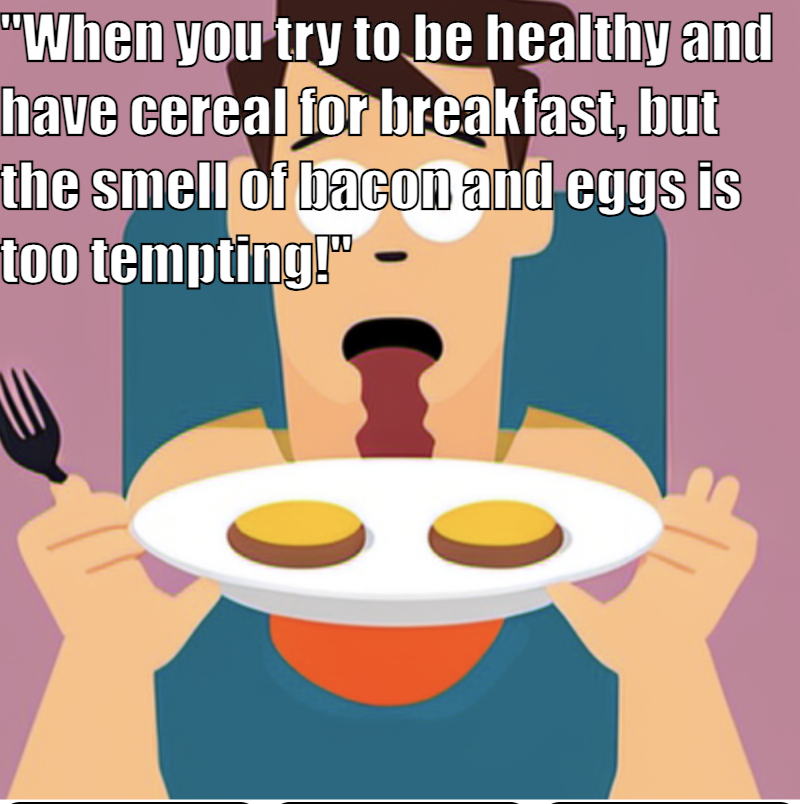 "When you try to be healthy and
have cereal for breakfast, but
the smell of bacon and eggs is
too tempting!"